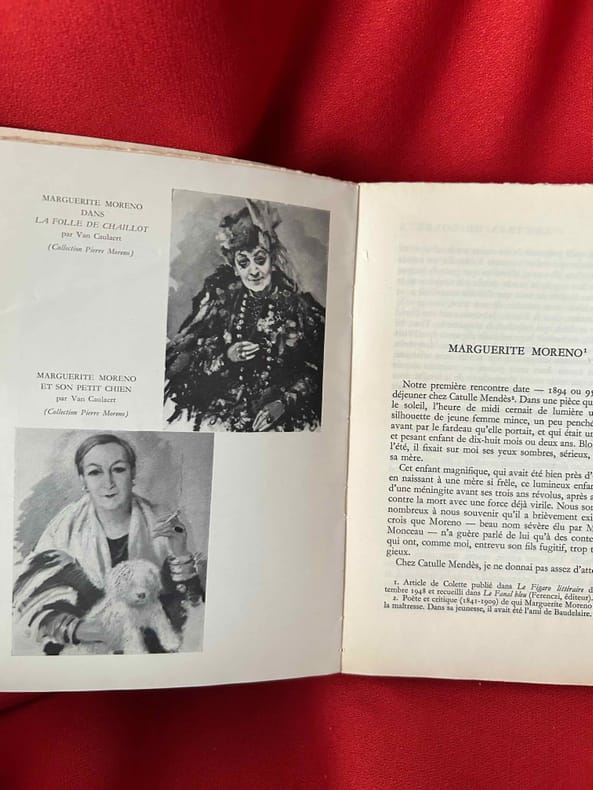 MARGUERITE MORENO
DANS
LA FOLLE DE CHAILLOT
par Van Caulaert
(Collection Pierre Moreno)
MARGUERITE MORENO
ET SON PETIT CHIEN
par Van Caulaert
(Collection Pierre Moreno)
MARGUERITE MORENO¹
Notre première rencontre date — 1894 ou 95
déjeuner chez Catulle Mendès². Dans une pièce qu
le soleil, l'heure de midi cernait de lumière u
silhouette de jeune femme mince, un peu penché
avant par le fardeau qu'elle portait, et qui était un
et pesant enfant de dix-huit mois ou deux ans. Blo
l'été, il fixait sur moi ses yeux sombres, sérieux,
sa mère.
Cet enfant magnifique, qui avait été bien près d'
en naissant à une mère si frêle, ce lumineux enfan
d'une méningite avant ses trois ans révolus, après a
contre la mort avec une force déjà virile. Nous som
nombreux à nous souvenir qu'il a brièvement exi
crois que Moreno — beau nom sévère élu par M
Monceau — n'a guère parlé de lui qu'à des conte
qui ont, comme moi, entrevu son fils fugitif, trop t
gieux.
Chez Catulle Mendès, je ne donnai pas assez d'atte
1. Article de Colette publié dans Le Figaro littéraire d
tembre 1948 et recueilli dans Le Fanal bleu (Ferenczi, éditeur).
2. Poète et critique (1841-1909) de qui Marguerite Moreno
la maîtresse. Dans sa jeunesse, il avait été l'ami de Baudelaire.